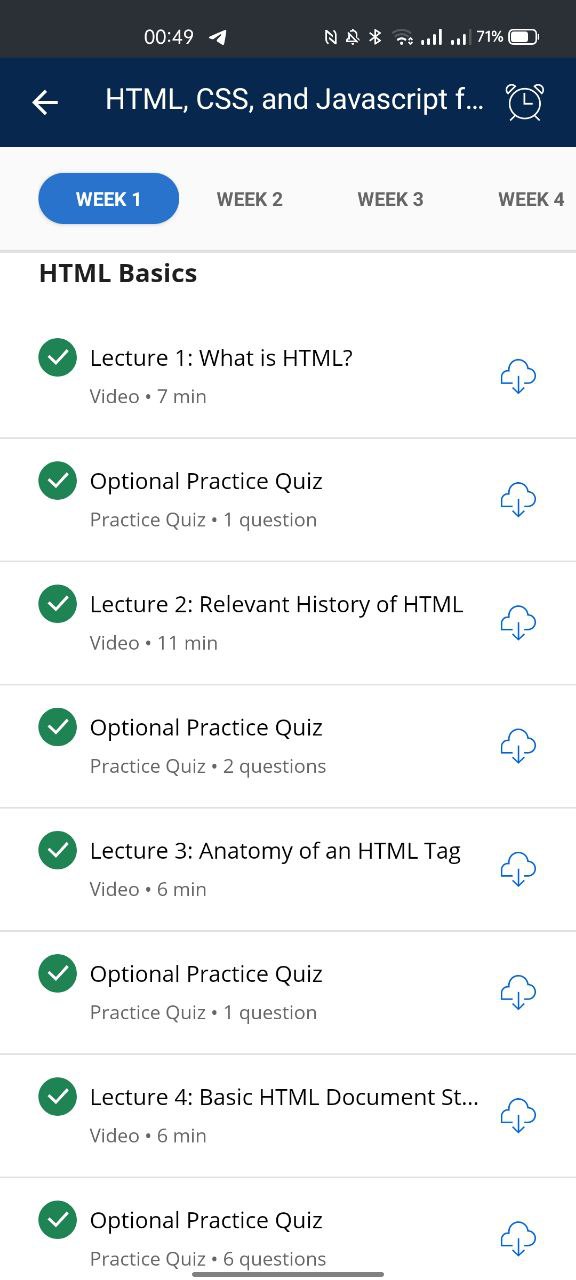 00:49
71%
HTML, CSS, and Javascript f...
WEEK 1 WEEK 2 WEEK 3 WEEK 4
HTML Basics
Lecture 1: What is HTML?
Video • 7 min
Optional Practice Quiz
Practice Quiz • 1 question
Lecture 2: Relevant History of HTML
Video • 11 min
Optional Practice Quiz
Practice Quiz • 2 questions
Lecture 3: Anatomy of an HTML Tag
Video • 6 min
Optional Practice Quiz
Practice Quiz • 1 question
Lecture 4: Basic HTML Document St...
Video • 6 min
Optional Practice Quiz
Practice Quiz • 6 questions